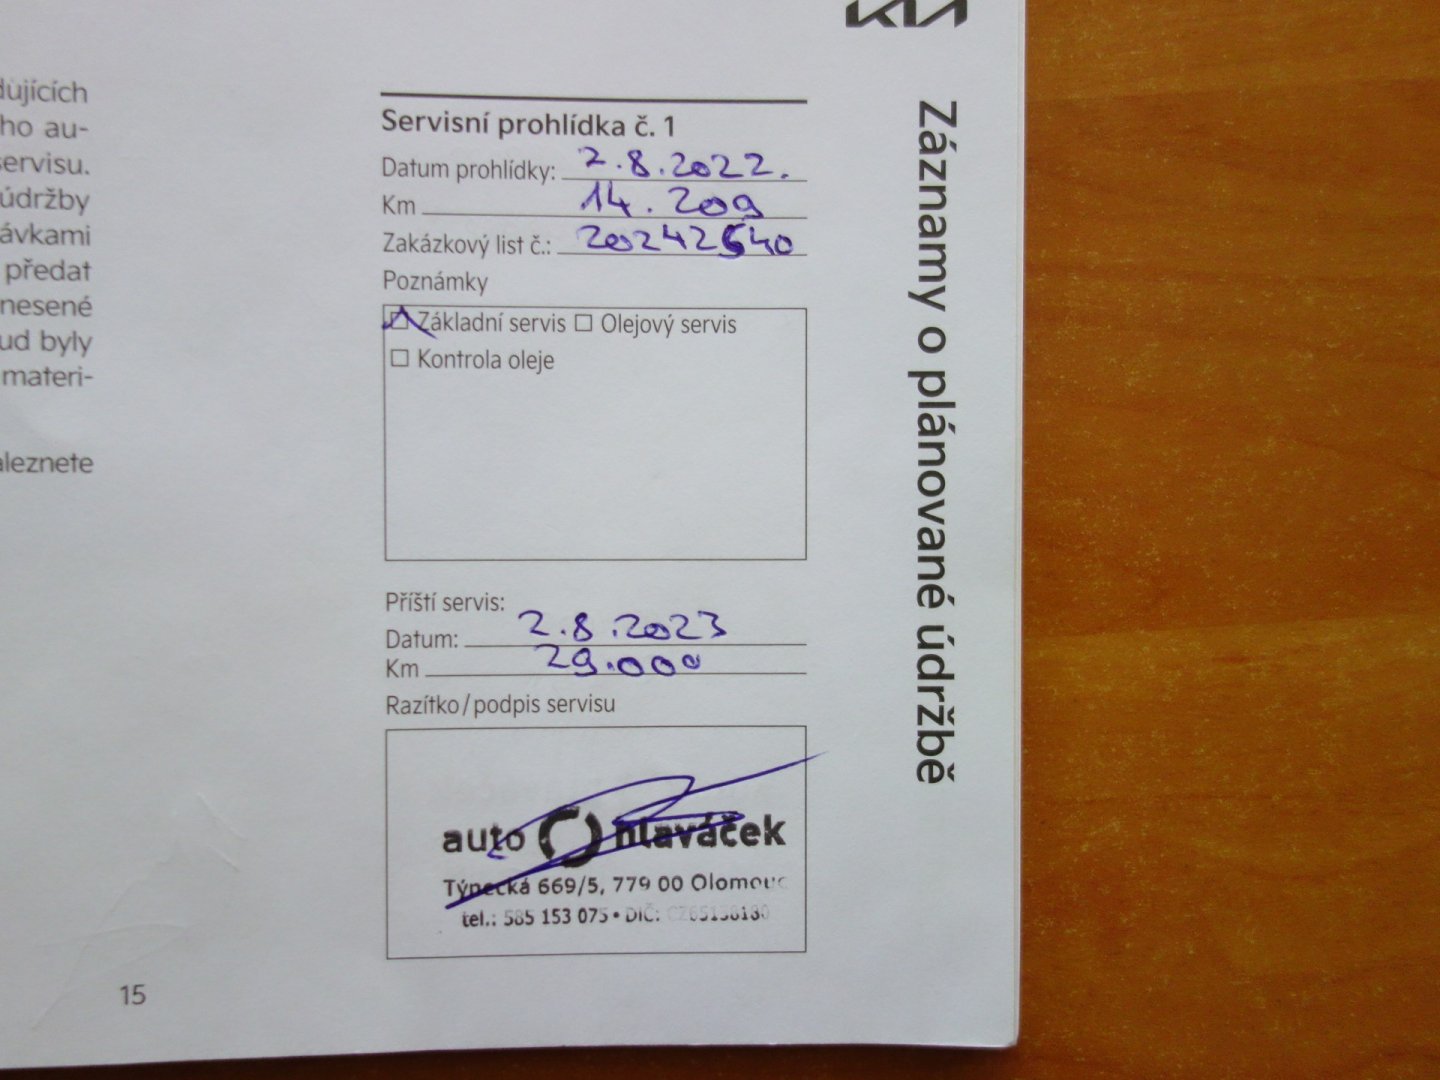 KIA
dujících
ho au-
servisu.
údržby
ávkami
předat
nesené
ud byly
materi-
aleznete
15
Servisní prohlídka č. 1
Datum prohlídky: 2.8.2022.
Km 14.209
Zakázkový list č.: 20242540
Poznámky
Základní servis Olejový servis
Kontrola oleje
Příští servis:
Datum: 2.8.2023
Km 29.000
Razítko/podpis servisu
auto hlaváček
Týnecká 669/5, 779 00 Olomouc
tel.: 585 153 075 • DIČ:
Záznamy o plánované údržbě